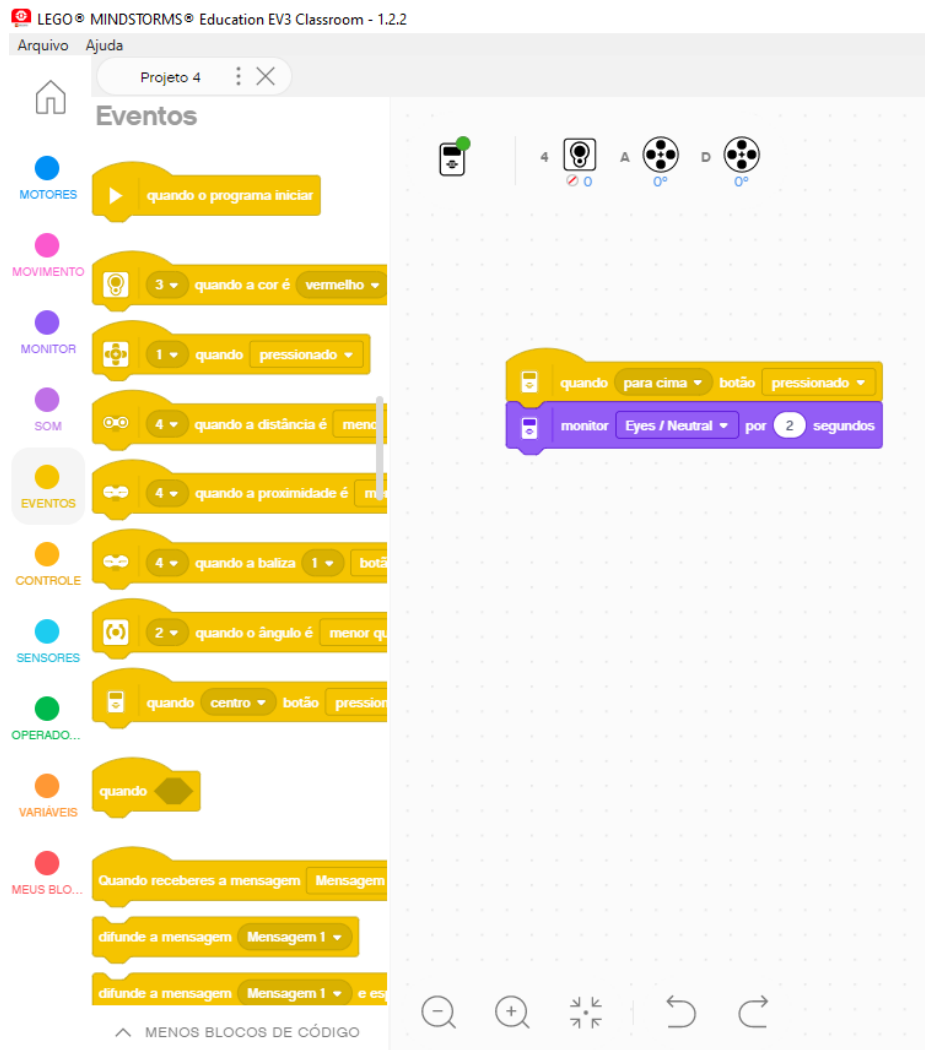 LEGO® MINDSTORMS® Education EV3 Classroom - 1.2.2
Arquivo Ajuda
Projeto 4
Eventos
MOTORES
MOVIMENTO
MONITOR
SOM
EVENTOS
CONTROLE
SENSORES
OPERADO...
VARIÁVEIS
MEUS BLO...
quando o programa iniciar
3 quando a cor é vermelho
1 quando pressionado
4 quando a distância é meno
4 quando a proximidade é m
4 quando a baliza 1 botã
2 quando o ângulo é menor qu
quando centro botão pression
quando
Quando receberes a mensagem Mensagem
difunde a mensagem Mensagem 1
difunde a mensagem Mensagem 1 e esp
MENOS BLOCOS DE CÓDIGO
4 A D
0 0° 0°
quando para cima botão pressionado
monitor Eyes / Neutral por 2 segundos